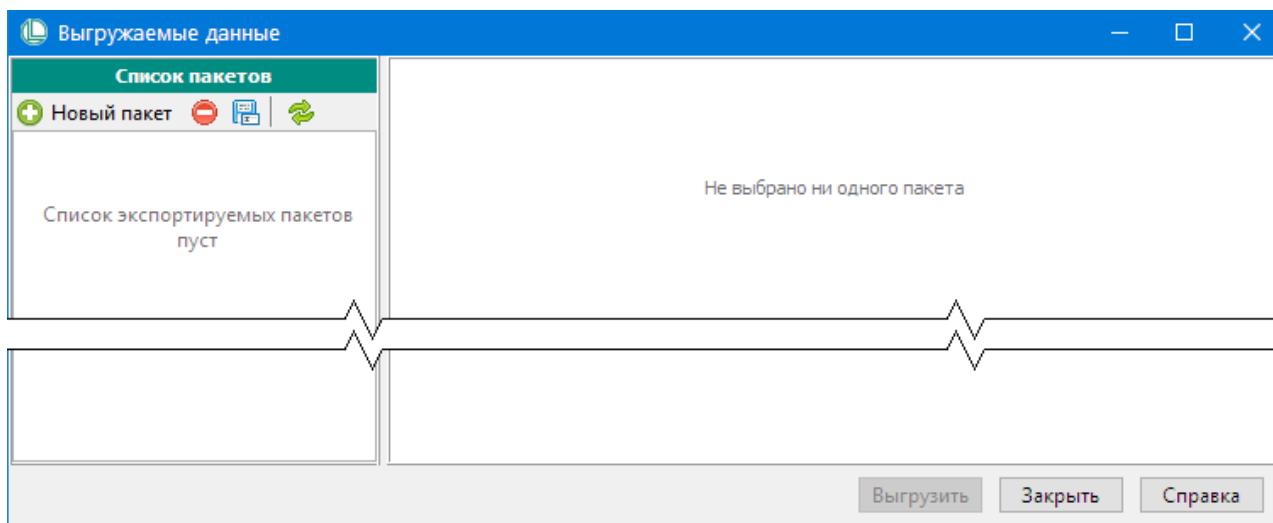 Выгружаемые данные
Список пакетов
Новый пакет
Список экспортируемых пакетов
пуст
Не выбрано ни одного пакета
Выгрузить
Закрыть
Справка